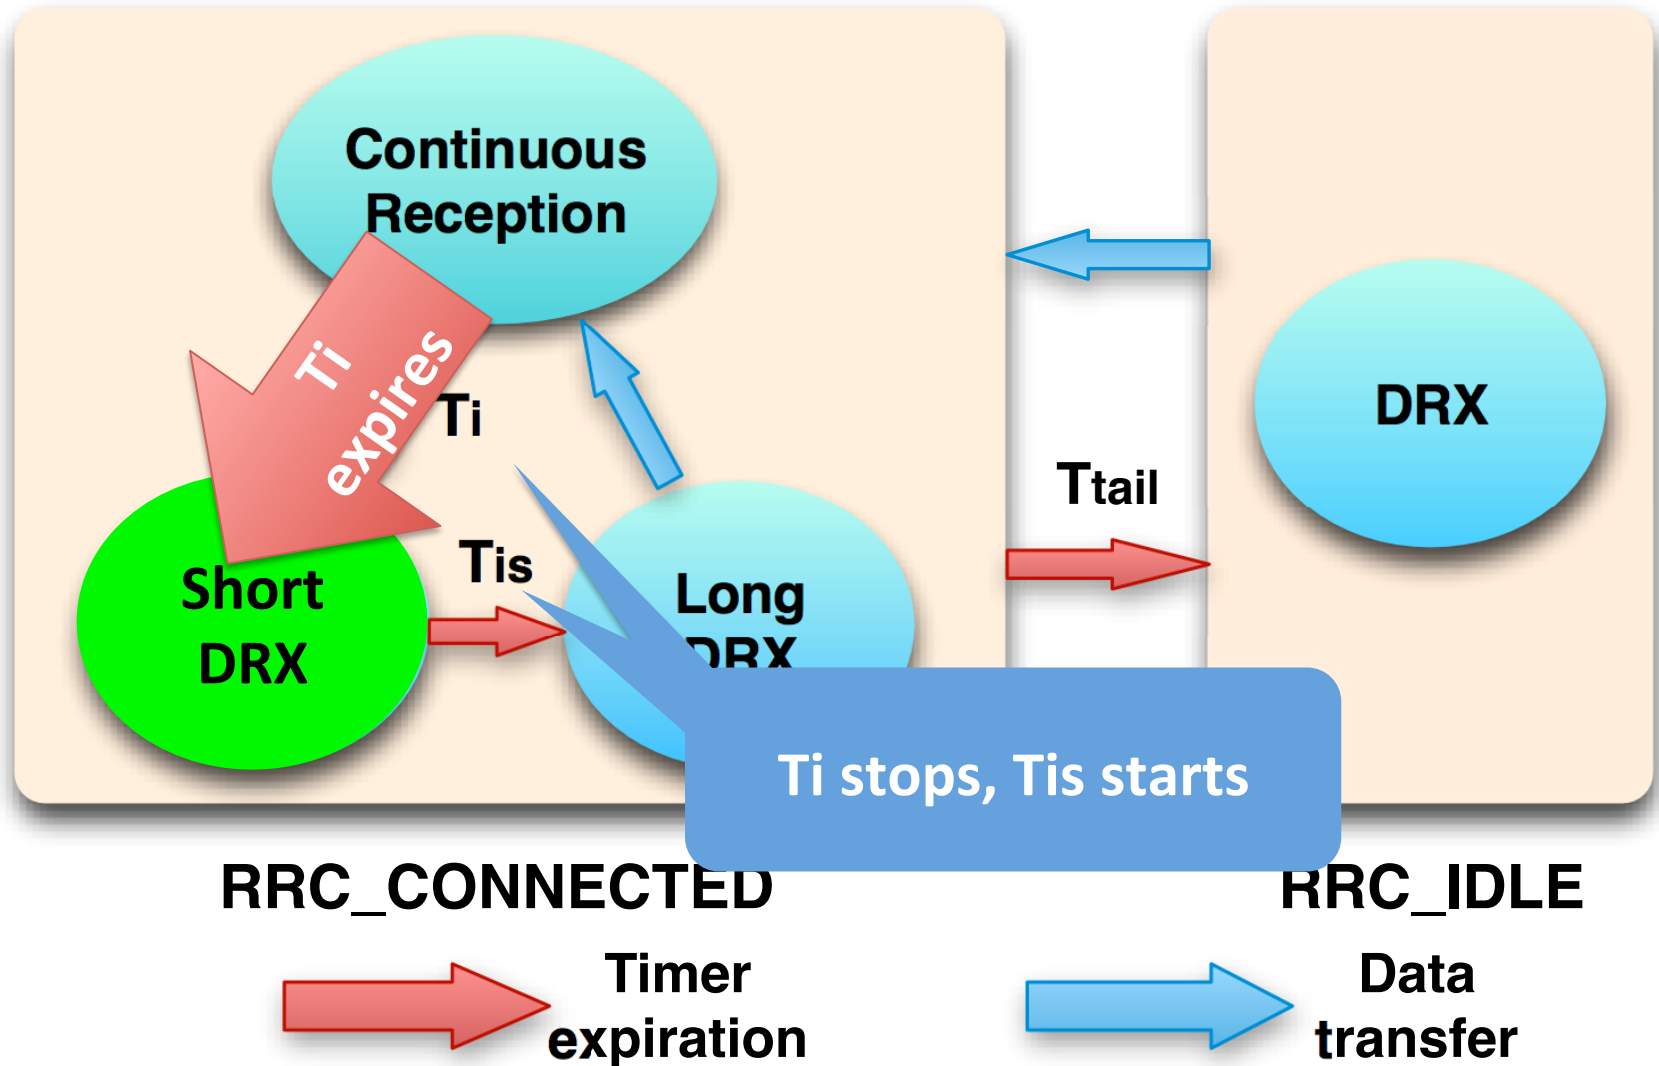 Continuous
Reception
Ti
expires
Ti
Tis
Short
DRX
Long
DRX
Ttail
DRX
Ti stops, Tis starts
RRC_CONNECTED
RRC_IDLE
Timer
expiration
Data
transfer